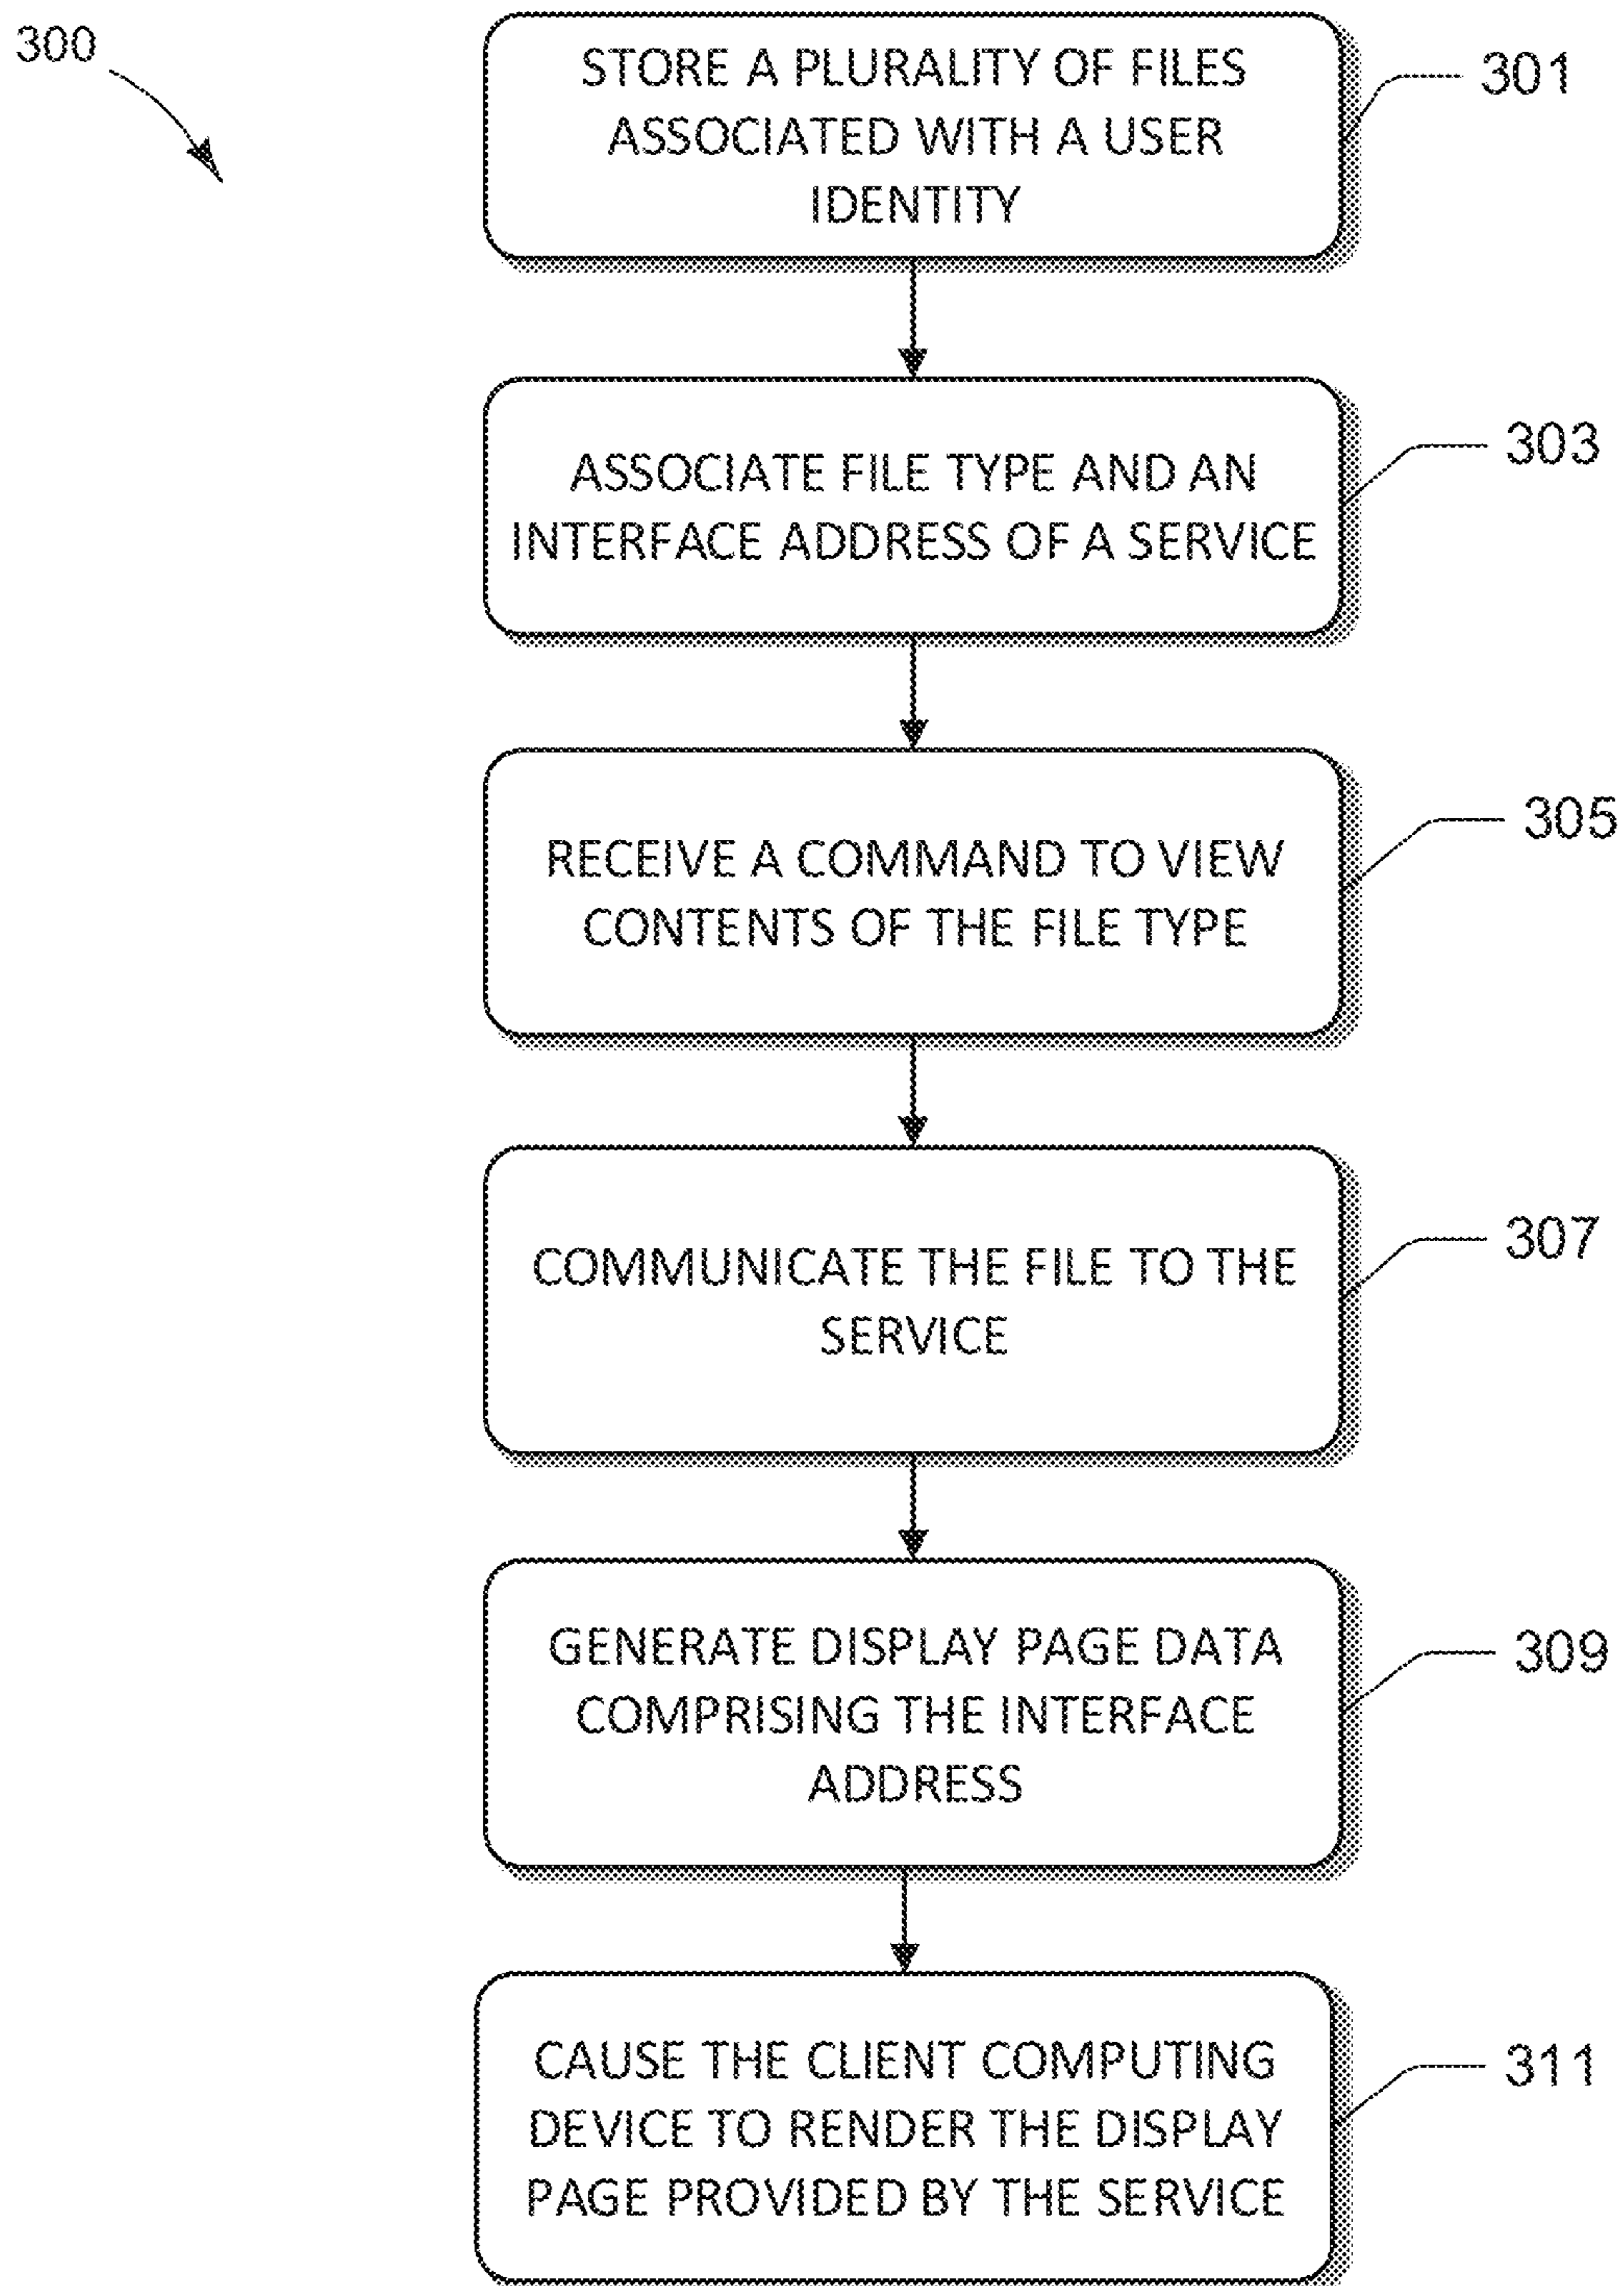 300
STORE A PLURALITY OF FILES
ASSOCIATED WITH A USER
IDENTITY
301
ASSOCIATE FILE TYPE AND AN
INTERFACE ADDRESS OF A SERVICE
303
RECEIVE A COMMAND TO VIEW
CONTENTS OF THE FILE TYPE
305
COMMUNICATE THE FILE TO THE
SERVICE
307
GENERATE DISPLAY PAGE DATA
COMPRISING THE INTERFACE
ADDRESS
309
CAUSE THE CLIENT COMPUTING
DEVICE TO RENDER THE DISPLAY
PAGE PROVIDED BY THE SERVICE
311